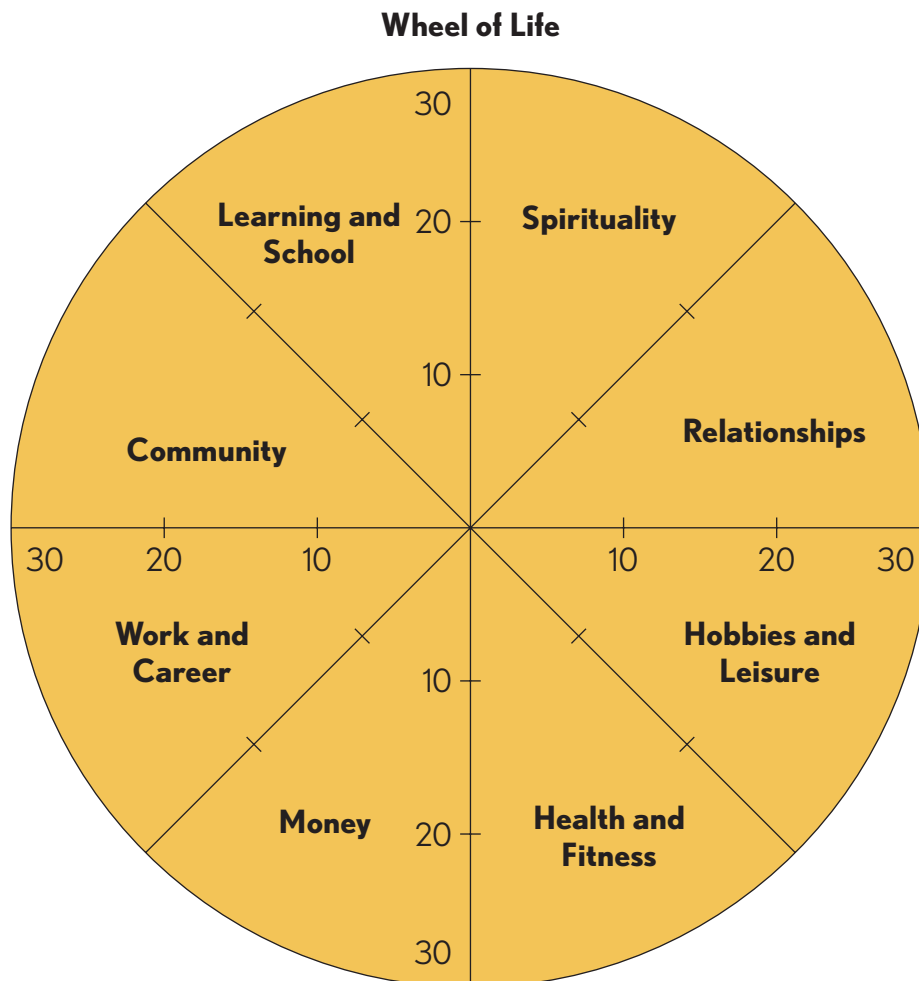 Wheel of Life
30
Learning and
School
20
Spirituality
10
Community
Relationships
30
20
10
10
20
30
Work and
Career
Hobbies and
Leisure
10
Money
20
Health and
Fitness
30